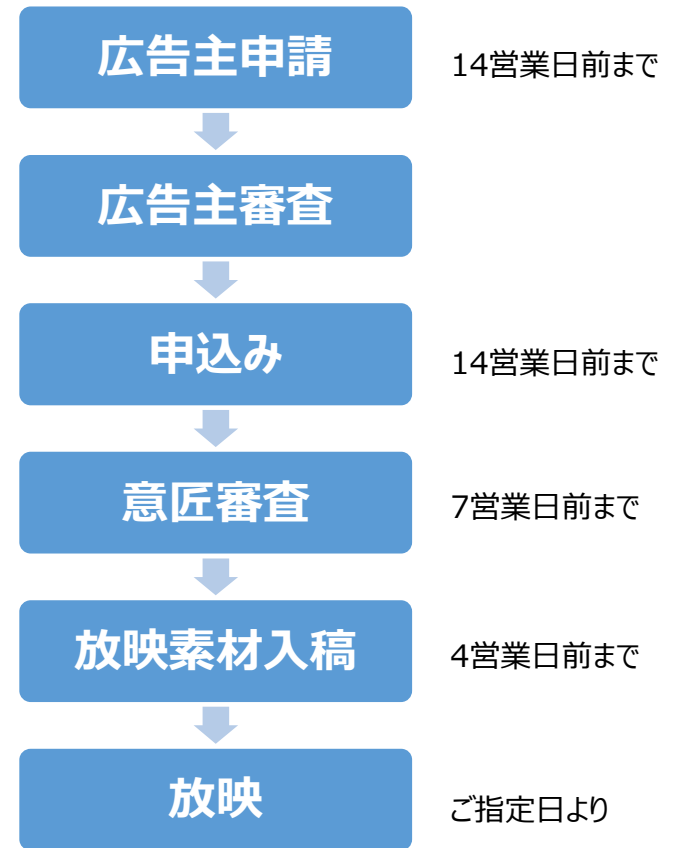 広告主申請
14営業日前まで
広告主審査
申込み
14営業日前まで
意匠審査
7営業日前まで
放映素材入稿
4営業日前まで
放映
ご指定日より